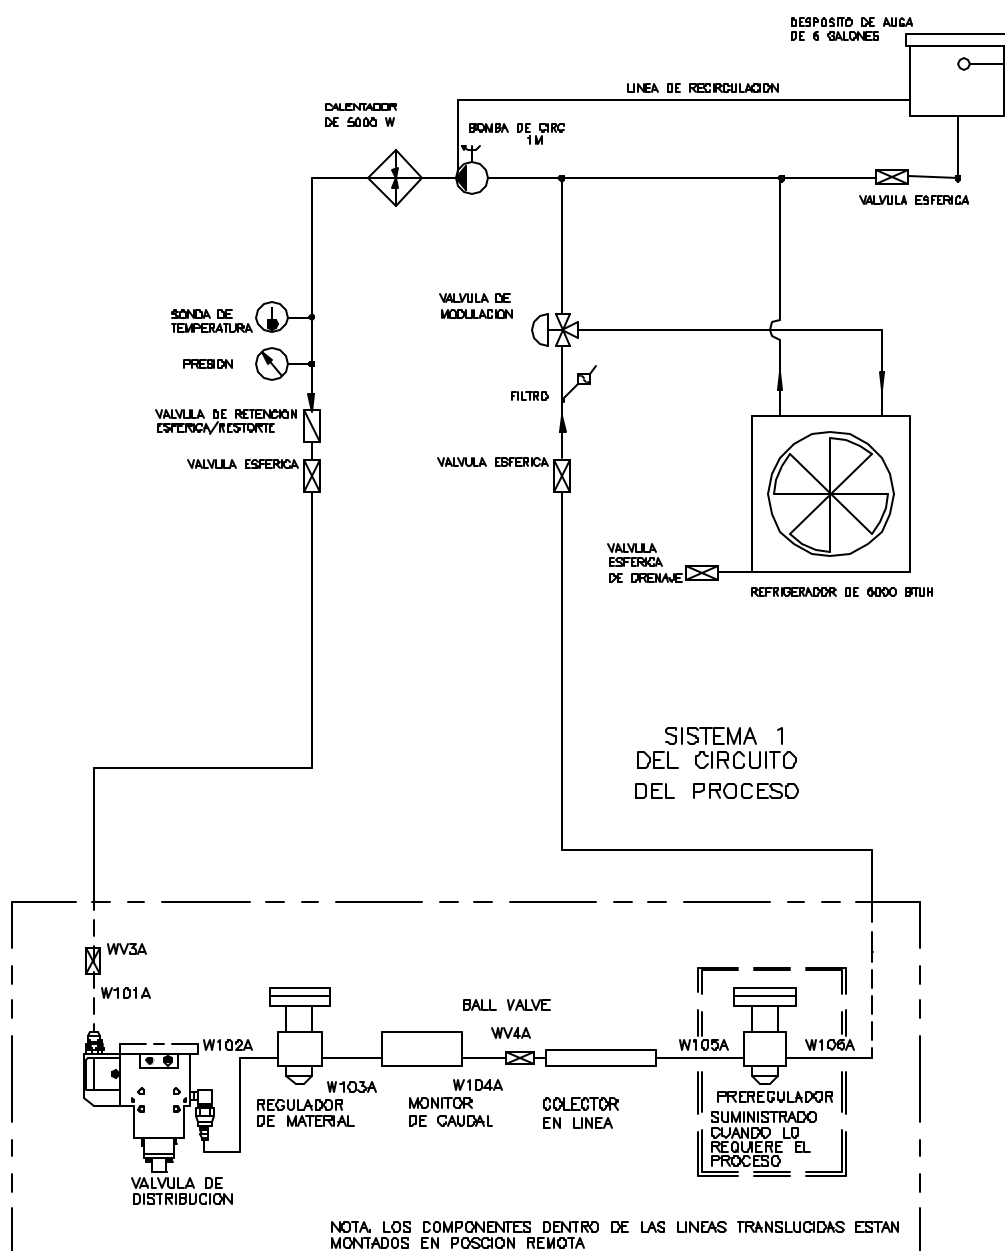 DESPOSITO DE AUGA
DE 6 GALONES
LINEA DE RECIRCULACION
CALENTADOR
DE 5000 W
BOMBA DE CIRC
1M
VALVULA ESFERICA
SONDA DE
TEMPERATURA
VALVULA DE
MODULACION
PRESION
FILTRO
VALVULA DE RETENCION
ESFERICA/RESTORTE
VALVULA ESFERICA
VALVULA ESFERICA
VALVULA
ESFERICA
DE DRENAJE
REFRIGERADOR DE 6000 BTUH
SISTEMA 1
DEL CIRCUITO
DEL PROCESO
WV3A
W101A
BALL VALVE
WV4A
W102A
W105A
W106A
W103A
W104A
REGULADOR
DE MATERIAL
MONITOR
DE CAUDAL
COLECTOR
EN LINEA
PREREGULADOR
SUMINISTRADO
CUANDO LO
REQUIERE EL
PROCESO
VALVULA DE
DISTRIBUCION
NOTA. LOS COMPONENTES DENTRO DE LAS LINEAS TRANSLUCIDAS ESTAN
MONTADOS EN POSCION REMOTA